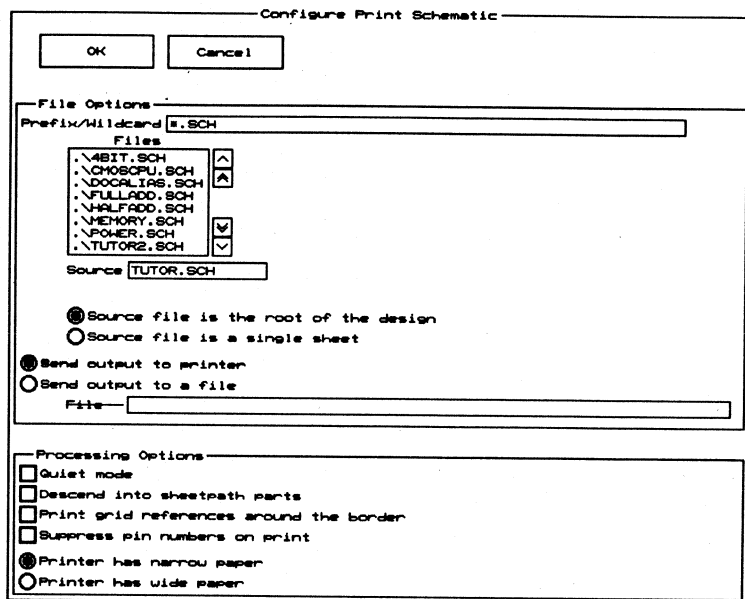 Configure Print Schematic
OK
Cancel
File Options
Prefix/Wildcard *.SCH
Files
.\4BIT.SCH
.\CMOSCPU.SCH
.\DOCALIAS.SCH
.\FULLADD.SCH
.\HALFADD.SCH
.\MEMORY.SCH
.\POWER.SCH
.\TUTOR2.SCH
Source TUTOR.SCH
Source file is the root of the design
Source file is a single sheet
Send output to printer
Send output to a file
File
Processing Options
Quiet mode
Descend into sheetpath parts
Print grid references around the border
Suppress pin numbers on print
Printer has narrow paper
Printer has wide paper